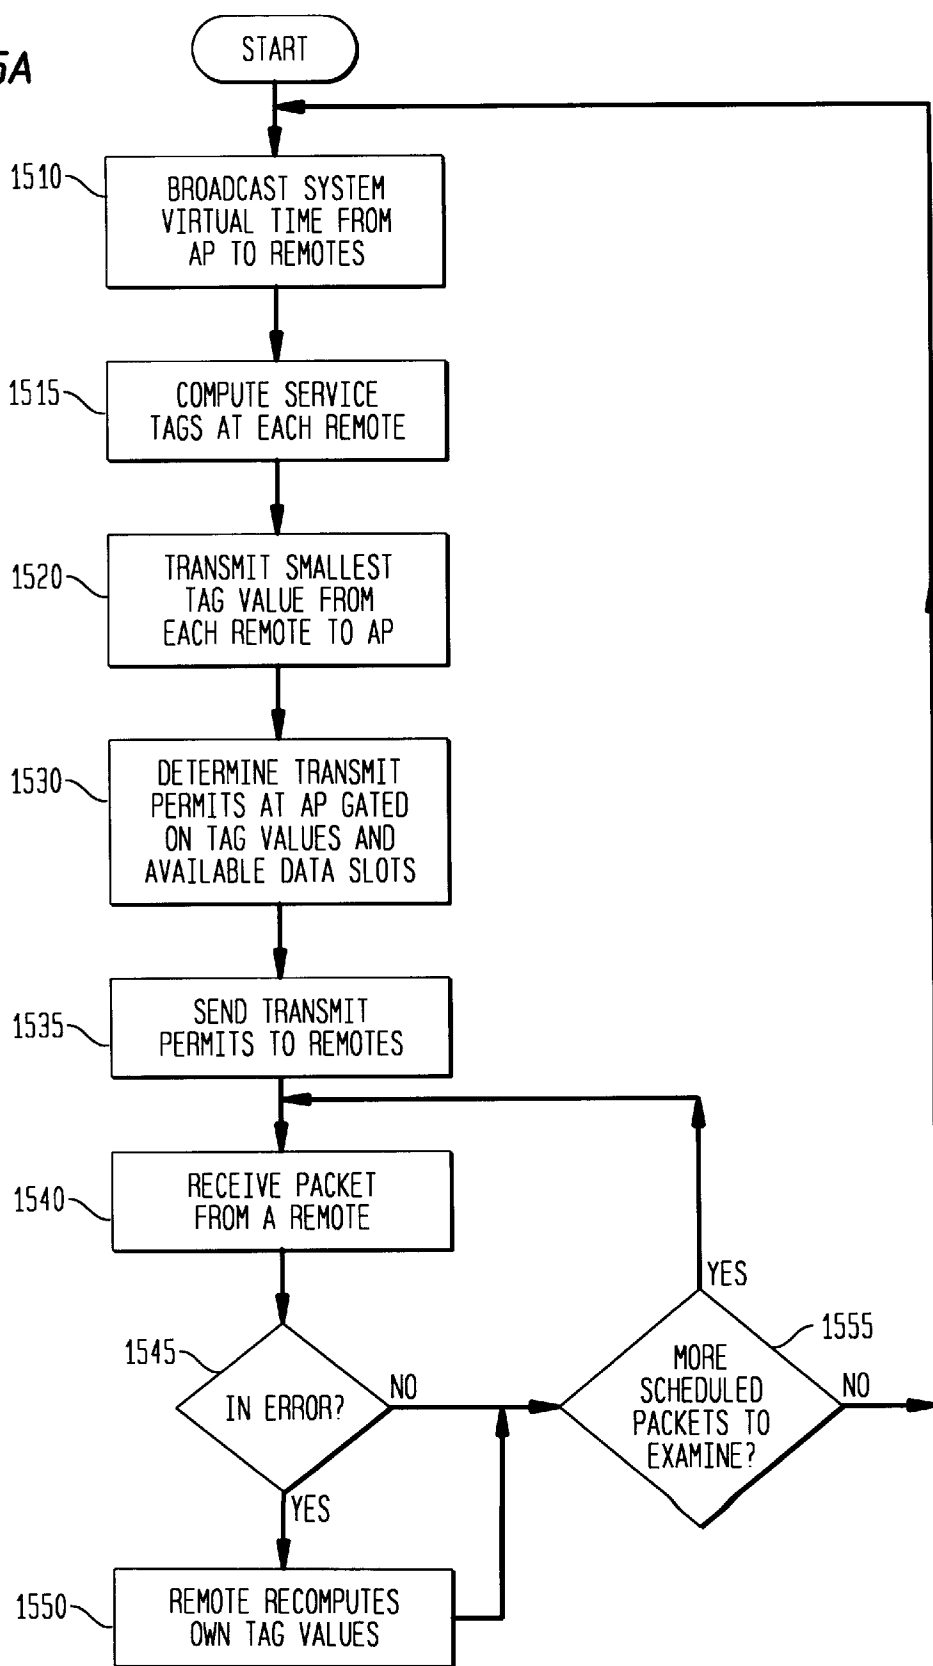 5A
START
1510
BROADCAST SYSTEM
VIRTUAL TIME FROM
AP TO REMOTES
1515
COMPUTE SERVICE
TAGS AT EACH REMOTE
1520
TRANSMIT SMALLEST
TAG VALUE FROM
EACH REMOTE TO AP
1530
DETERMINE TRANSMIT
PERMITS AT AP GATED
ON TAG VALUES AND
AVAILABLE DATA SLOTS
1535
SEND TRANSMIT
PERMITS TO REMOTES
1540
RECEIVE PACKET
FROM A REMOTE
1545
IN ERROR?
NO
YES
1555
MORE
SCHEDULED
PACKETS TO
EXAMINE?
YES
NO
1550
REMOTE RECOMPUTES
OWN TAG VALUES